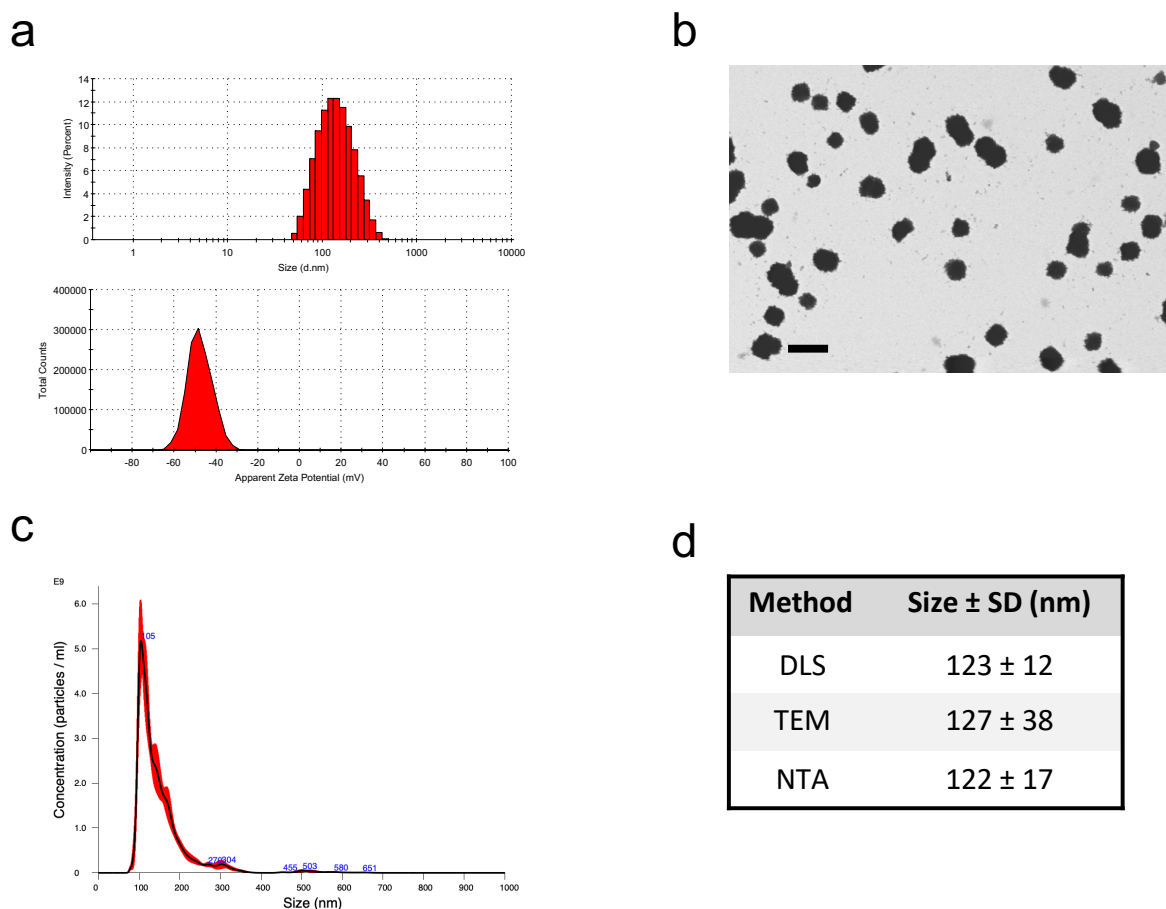 a
14
12
10
8
6
4
2
0
Intensity (Percent)
1 10 100 1000 10000
Size (d.nm)
400000
300000
200000
100000
0
Total Counts
-80 -60 -40 -20 0 20 40 60 80 100
Apparent Zeta Potential (mV)
b
c
E9
6.0
5.0
4.0
3.0
2.0
1.0
0
Concentration (particles / ml)
105
304
455 503 580 651
0 100 200 300 400 500 600 700 800 900 1000
Size (nm)
d
Method Size ± SD (nm)
DLS 123 ± 12
TEM 127 ± 38
NTA 122 ± 17